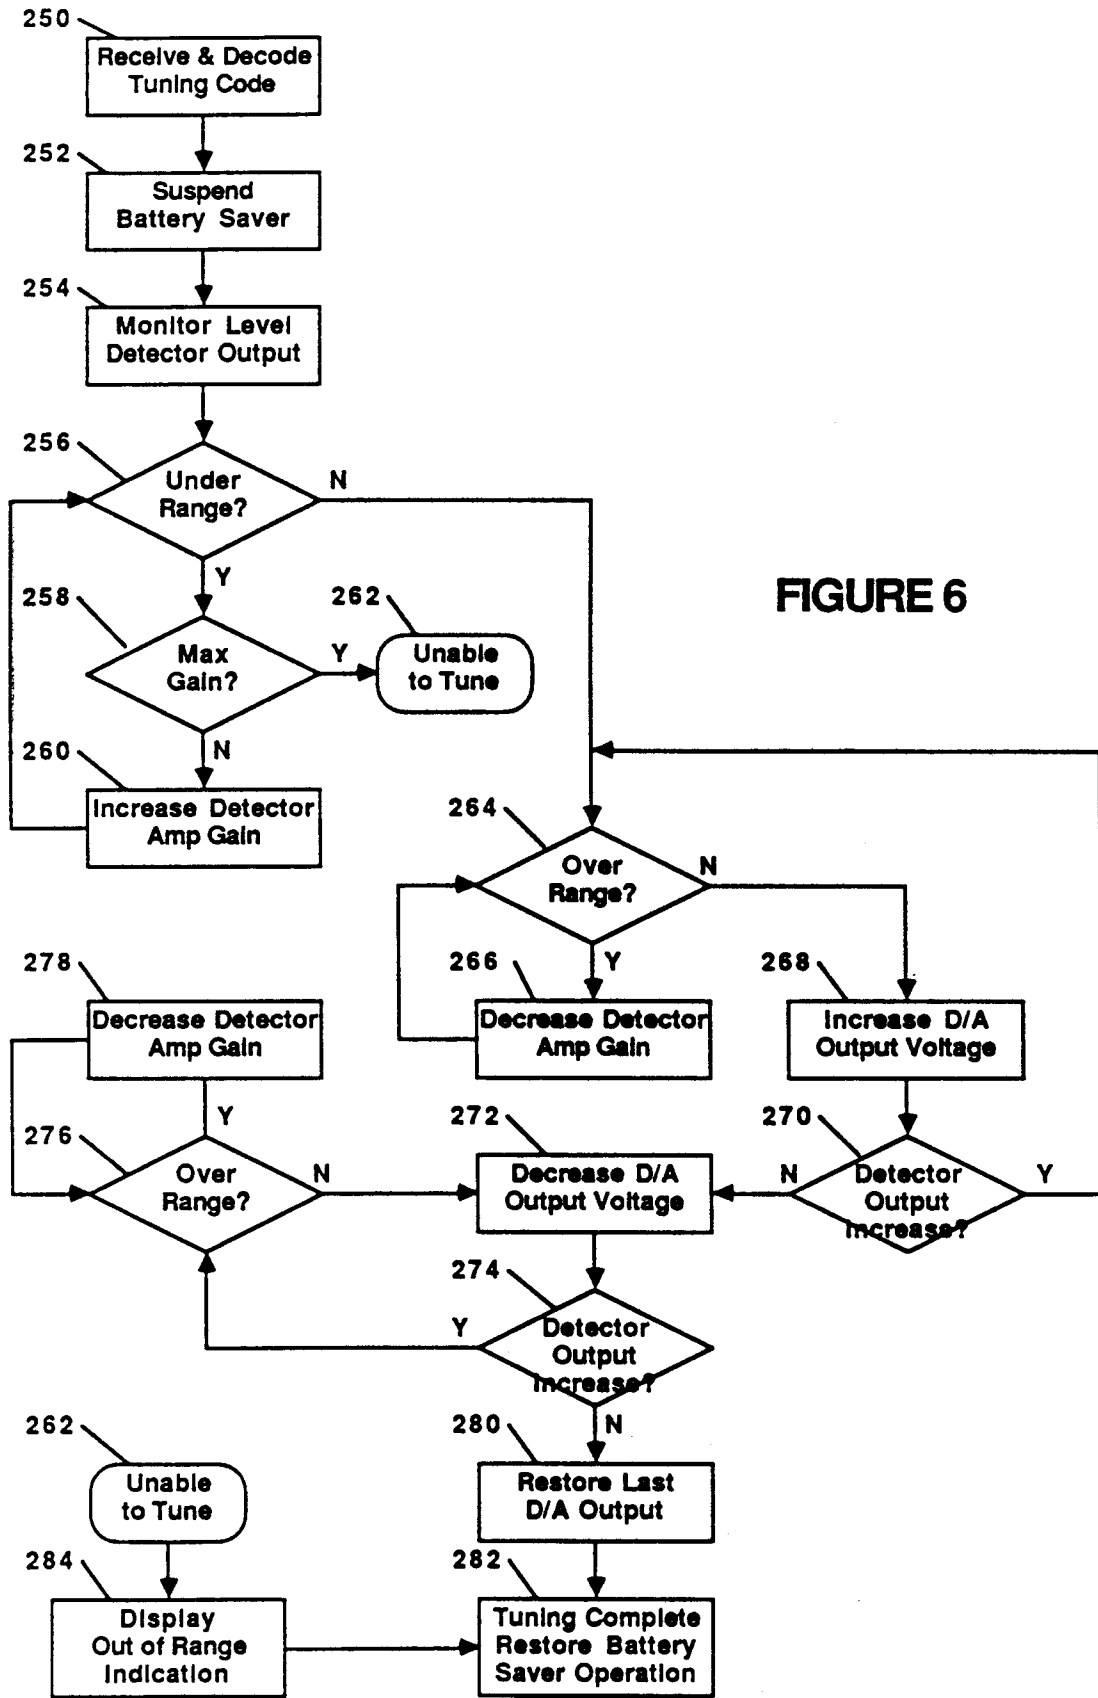 250
Receive & Decode
Tuning Code
252
Suspend
Battery Saver
254
Monitor Level
Detector Output
256
Under
Range?
N
Y
258
Max
Gain?
Y
262
Unable
to Tune
N
260
Increase Detector
Amp Gain
FIGURE 6
264
Over
Range?
N
Y
266
Decrease Detector
Amp Gain
268
Increase D/A
Output Voltage
270
Detector
Output
Increase?
N
Y
278
Decrease Detector
Amp Gain
Y
276
Over
Range?
N
272
Decrease D/A
Output Voltage
274
Detector
Output
Increase?
Y
N
280
Restore Last
D/A Output
262
Unable
to Tune
284
Display
Out of Range
Indication
282
Tuning Complete
Restore Battery
Saver Operation